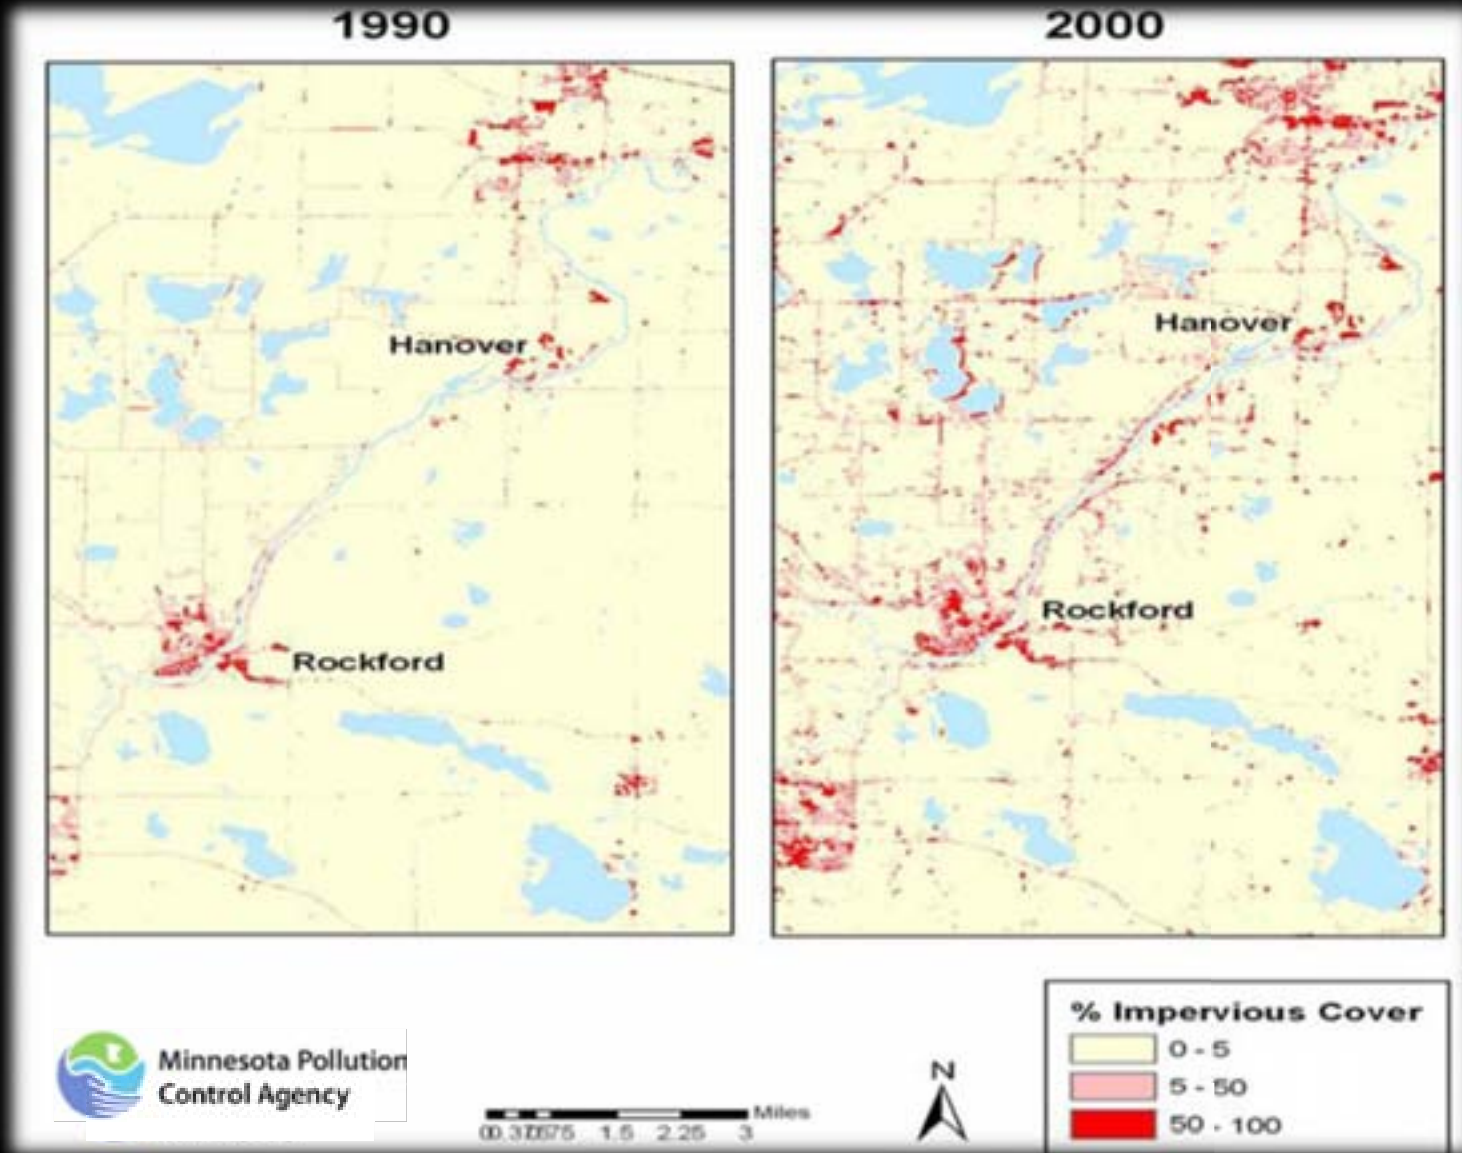 1990
2000
Hanover
Hanover
Rockford
Rockford
Minnesota Pollution
Control Agency
Miles
1.5 2.25 3
N
% Impervious Cover
0 - 5
5 - 50
50 - 100